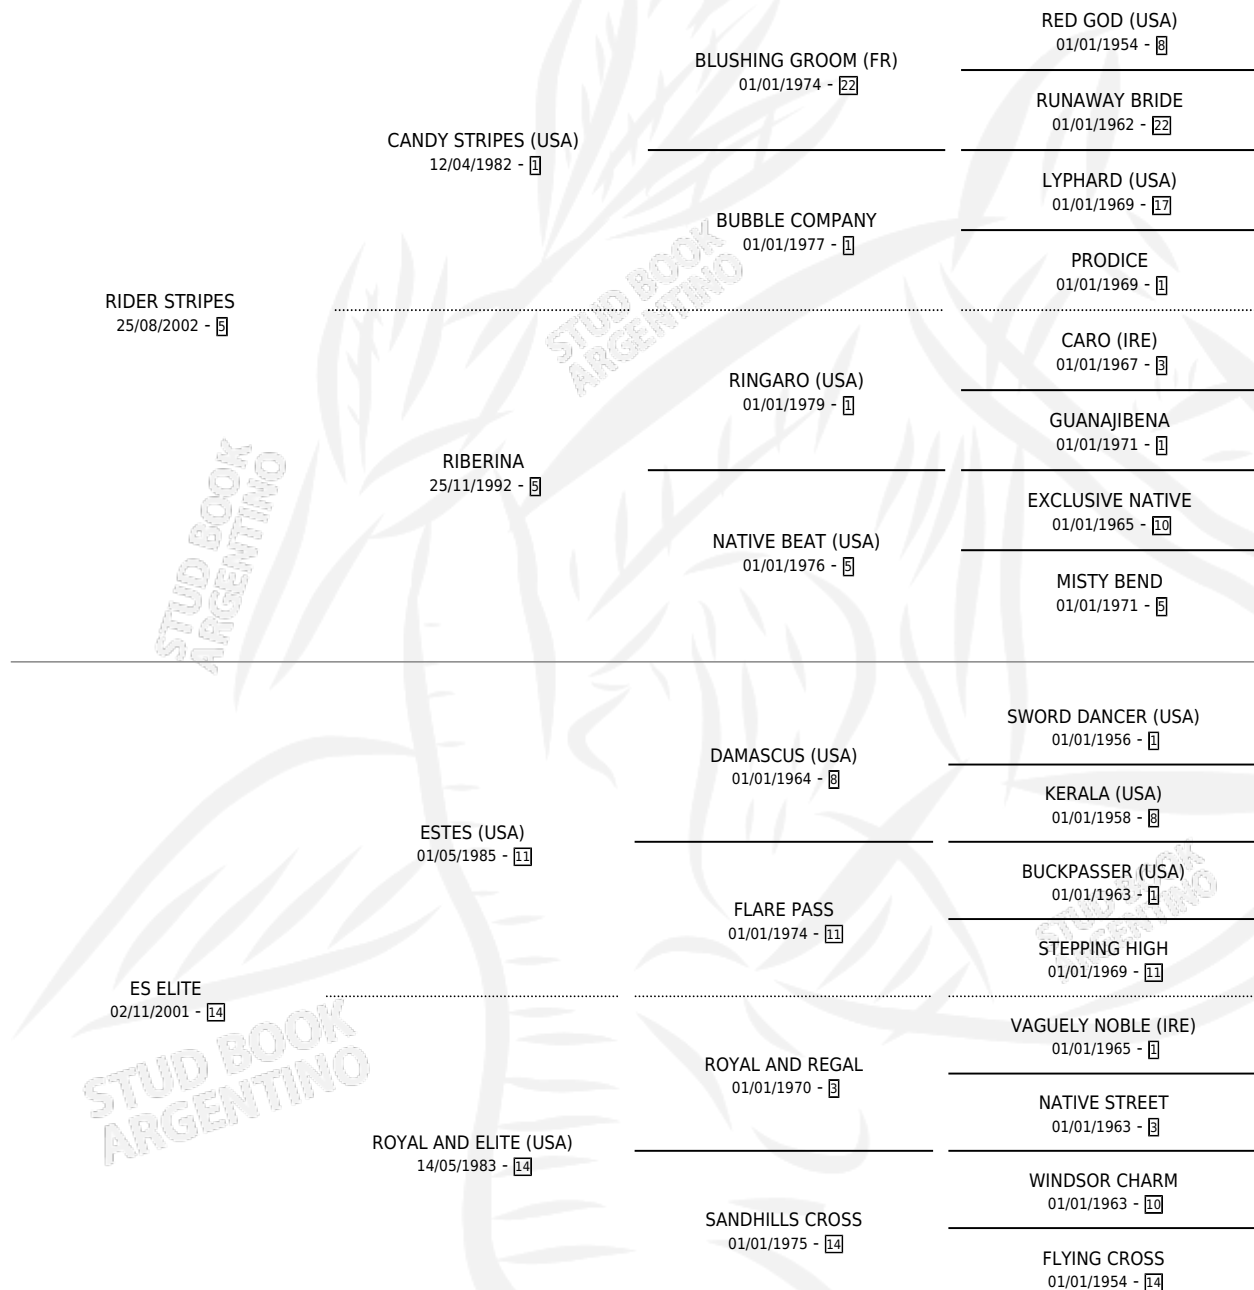 RED GOD (USA)
01/01/1954 - 8
BLUSHING GROOM (FR)
01/01/1974 - 22
RUNAWAY BRIDE
01/01/1962 - 22
CANDY STRIPES (USA)
12/04/1982 - 1
LYPHARD (USA)
01/01/1969 - 17
BUBBLE COMPANY
01/01/1977 - 1
PRODICE
01/01/1969 - 1
RIDER STRIPES
25/08/2002 - 5
CARO (IRE)
01/01/1967 - 3
RINGARO (USA)
01/01/1979 - 1
GUANAJIBENA
01/01/1971 - 1
RIBERINA
25/11/1992 - 5
EXCLUSIVE NATIVE
01/01/1965 - 10
NATIVE BEAT (USA)
01/01/1976 - 5
MISTY BEND
01/01/1971 - 5
STUD BOOK
ARGENTINO
STUD BOOK
ARGENTINO
SWORD DANCER (USA)
01/01/1956 - 1
DAMASCUS (USA)
01/01/1964 - 8
KERALA (USA)
01/01/1958 - 8
ESTES (USA)
01/05/1985 - 11
BUCKPASSER (USA)
01/01/1963 - 1
FLARE PASS
01/01/1974 - 11
STEPPING HIGH
01/01/1969 - 11
STUD BOOK
ARGENTINO
ES ELITE
02/11/2001 - 14
VAGUELY NOBLE (IRE)
01/01/1965 - 1
ROYAL AND REGAL
01/01/1970 - 3
NATIVE STREET
01/01/1963 - 3
ROYAL AND ELITE (USA)
14/05/1983 - 14
WINDSOR CHARM
01/01/1963 - 10
SANDHILLS CROSS
01/01/1975 - 14
FLYING CROSS
01/01/1954 - 14
STUD BOOK
ARGENTINO